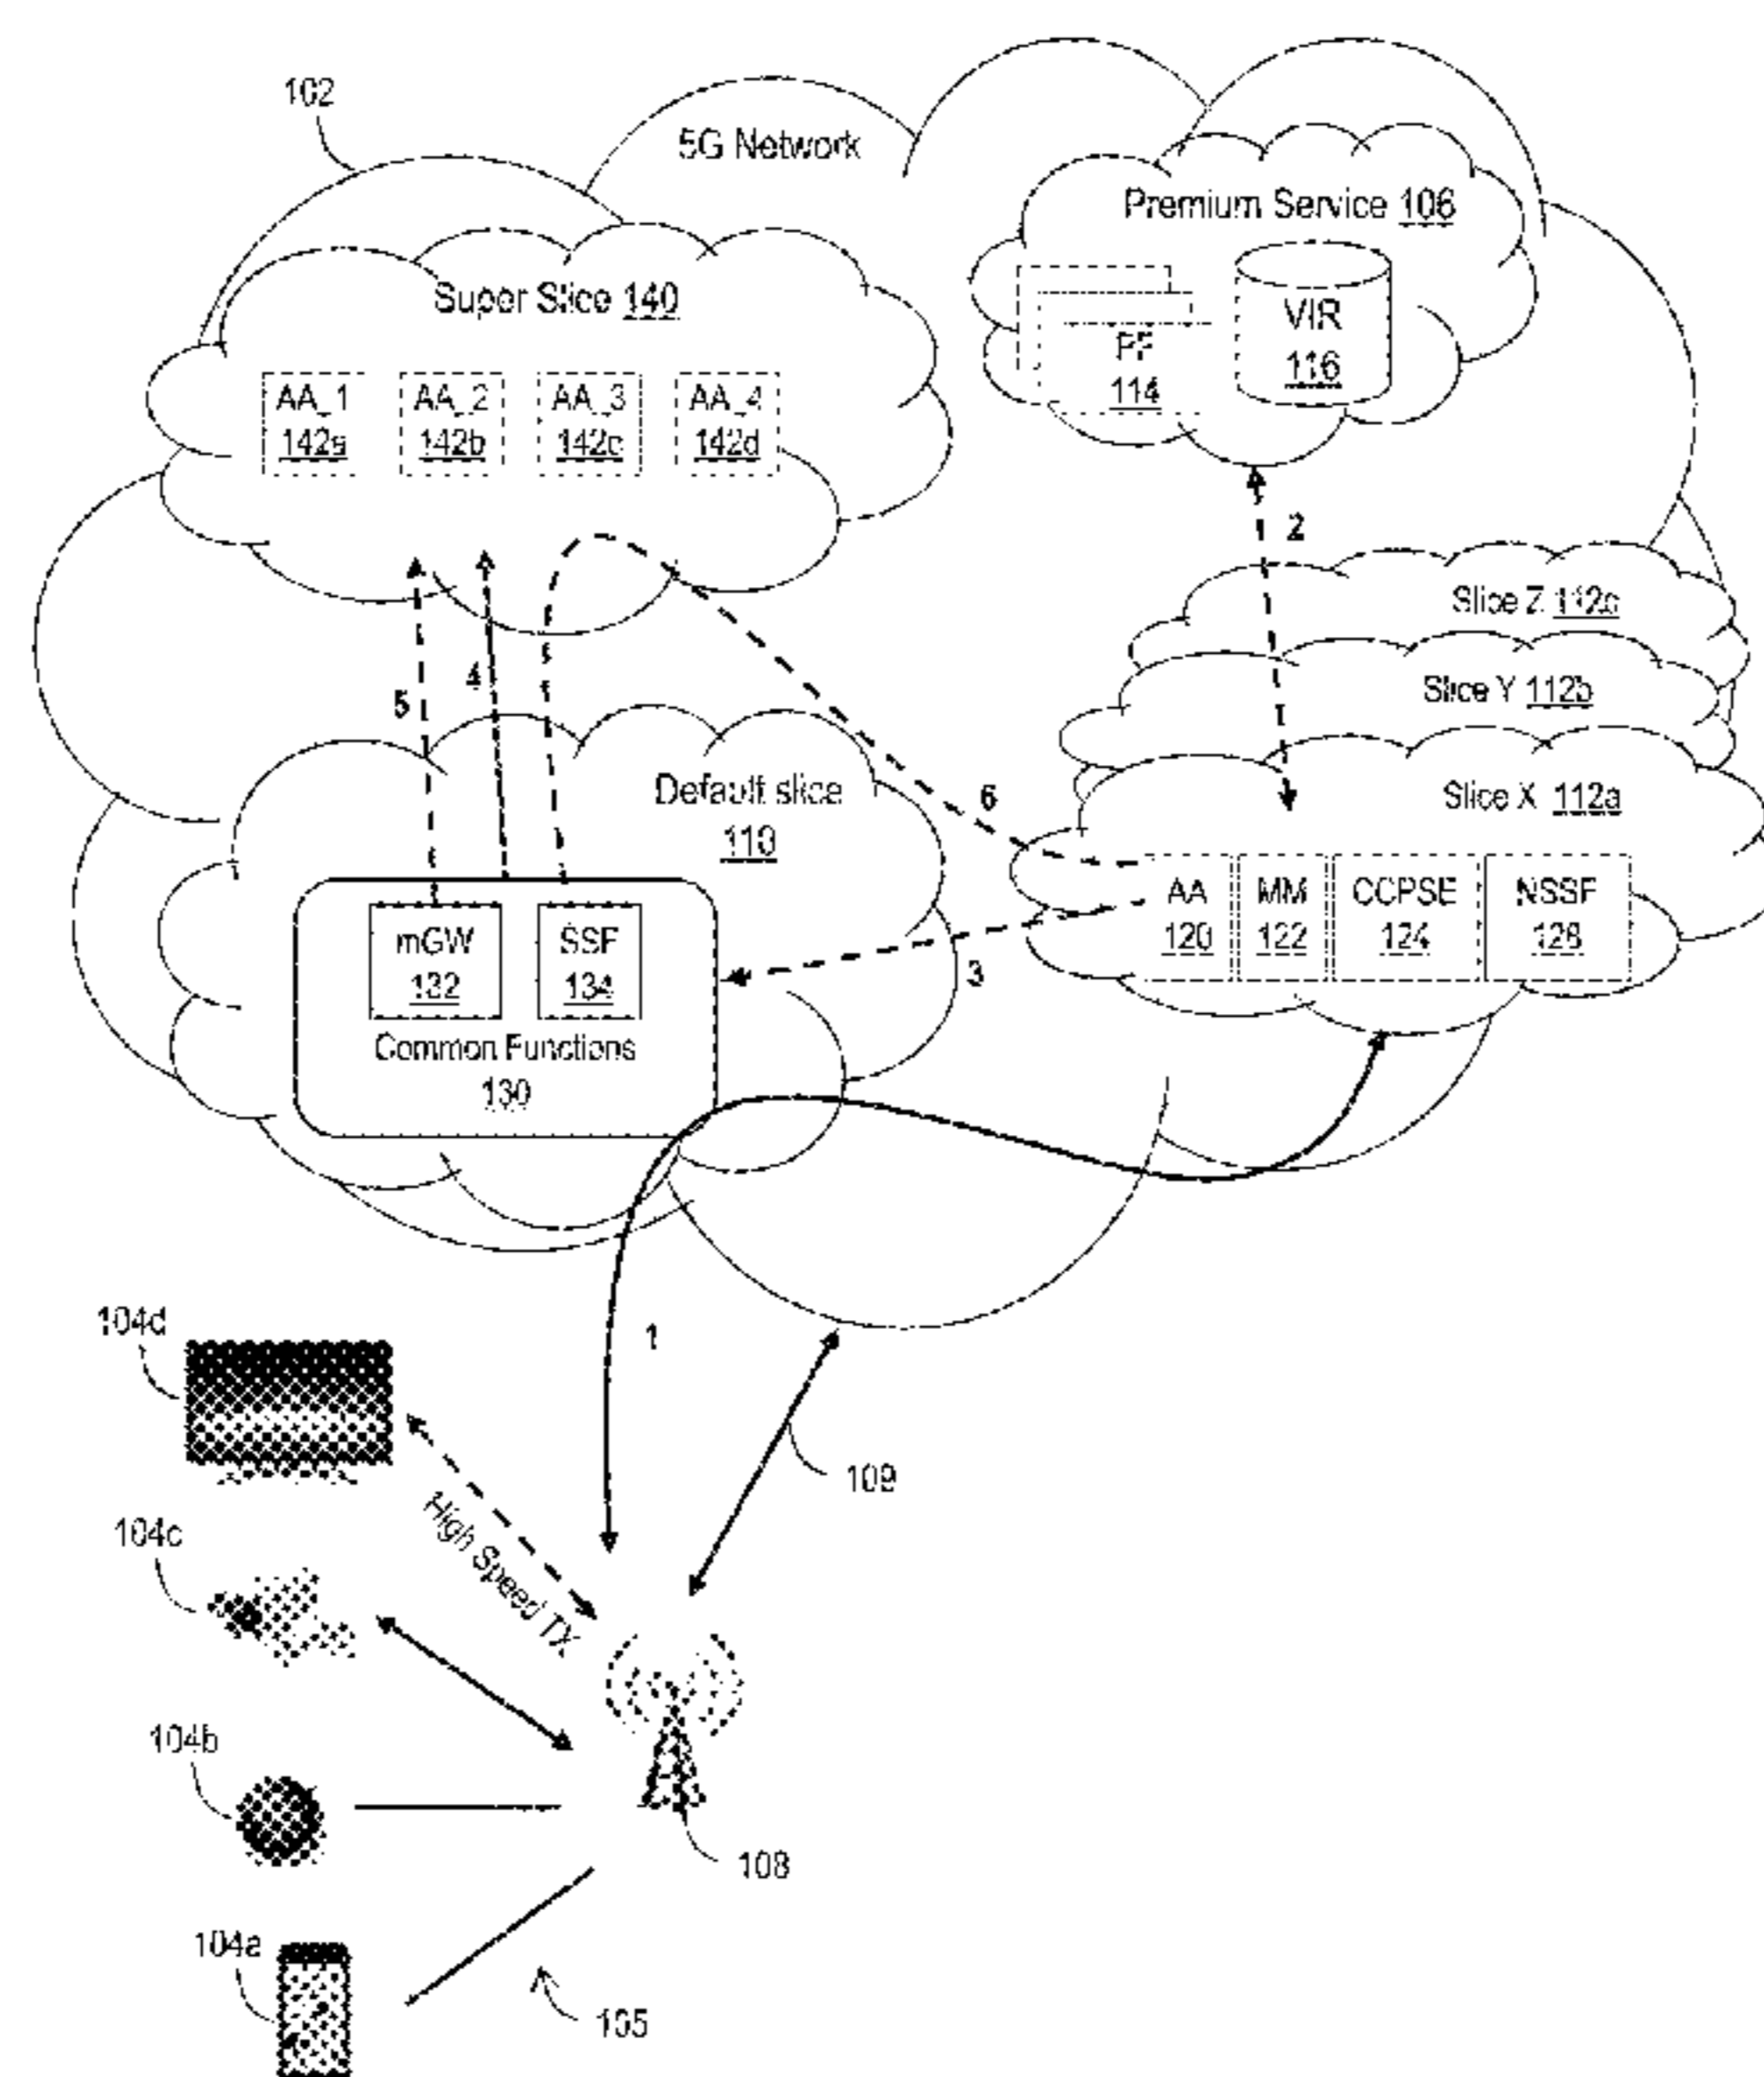 102
5G Network
Premium Service 106
VIR
116
PF
114
Super Slice 140
AA_1
142a
AA_2
142b
AA_3
142c
AA_4
142d
2
Slice Z 112c
Slice Y 112b
Slice X 112a
5
4
6
Default slice
110
AA
120
MM
122
CCPSE
124
NSSF
126
mGW
132
SSF
134
3
Common Functions
130
1
104d
High Speed TX
109
104c
104b
108
104a
105